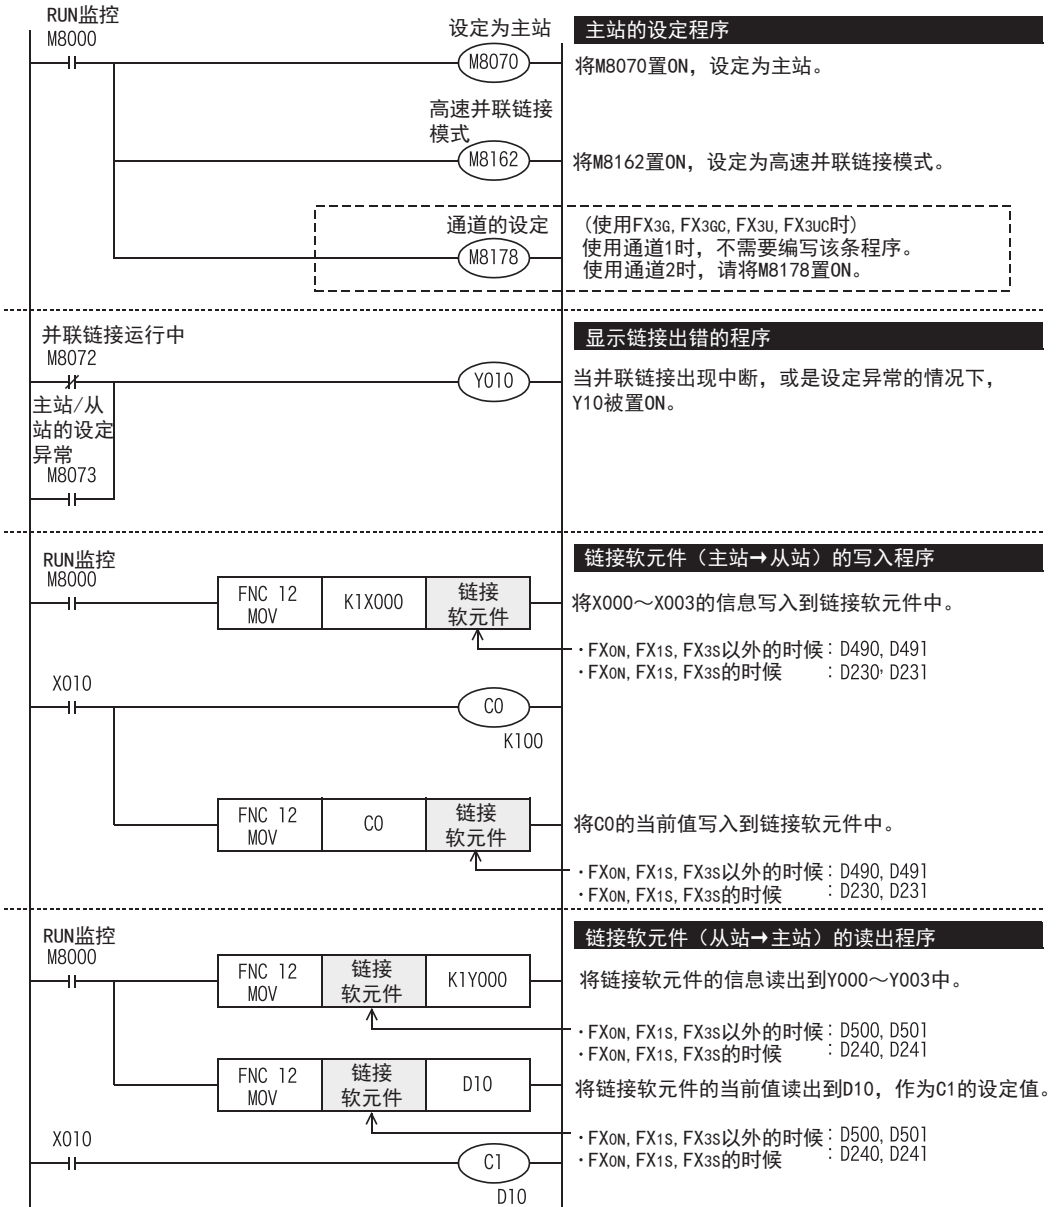 RUN监控
M8000
设定为主站
M8070
主站的设定程序
将M8070置ON，设定为主站。
高速并联链接
模式
M8162
将M8162置ON，设定为高速并联链接模式。
通道的设定
M8178
(使用FX3G, FX3GC, FX3U, FX3UC时)
使用通道1时，不需要编写该条程序。
使用通道2时，请将M8178置ON。
并联链接运行中
M8072
Y010
主站/从
站的设定
异常
M8073
显示链接出错的程序
当并联链接出现中断，或是设定异常的情况下，
Y10被置ON。
RUN监控
M8000
FNC 12
MOV
K1X000
链接
软元件
链接软元件（主站→从站）的写入程序
将X000～X003的信息写入到链接软元件中。
·FX0N, FX1S, FX3S以外的时候：D490, D491
·FX0N, FX1S, FX3S的时候：D230, D231
X010
C0
K100
FNC 12
MOV
C0
链接
软元件
将C0的当前值写入到链接软元件中。
·FX0N, FX1S, FX3S以外的时候：D490, D491
·FX0N, FX1S, FX3S的时候：D230, D231
RUN监控
M8000
FNC 12
MOV
链接
软元件
K1Y000
链接软元件（从站→主站）的读出程序
将链接软元件的信息读出到Y000～Y003中。
·FX0N, FX1S, FX3S以外的时候：D500, D501
·FX0N, FX1S, FX3S的时候：D240, D241
FNC 12
MOV
链接
软元件
D10
将链接软元件的当前值读出到D10，作为C1的设定值。
·FX0N, FX1S, FX3S以外的时候：D500, D501
·FX0N, FX1S, FX3S的时候：D240, D241
X010
C1
D10